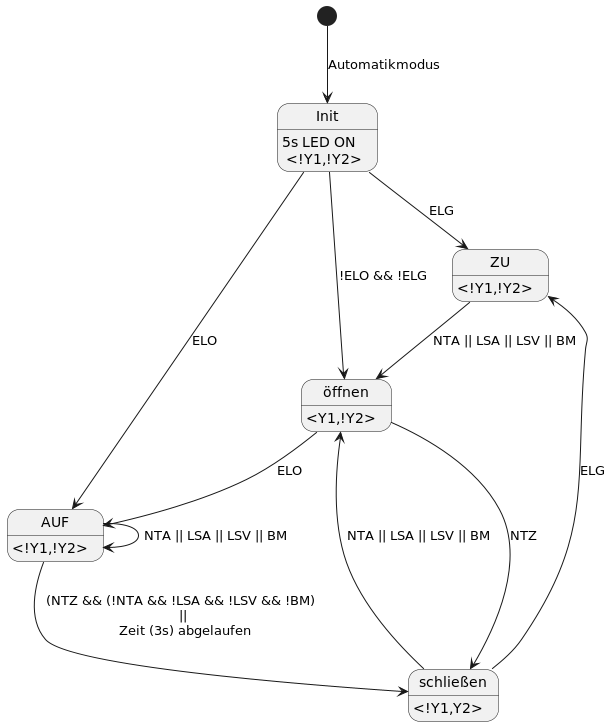 Automatikmodus
Init
5s LED ON
<!Y1,!Y2>
ELG
ZU
<!Y1,!Y2>
!ELO && !ELG
ELO
NTA || LSA || LSV || BM
öffnen
<Y1,!Y2>
ELO
ELG
AUF
<!Y1,!Y2>
NTA || LSA || LSV || BM
NTA || LSA || LSV || BM
NTZ
(NTZ && (!NTA && !LSA && !LSV && !BM)
||
Zeit (3s) abgelaufen
schließen
<!Y1,Y2>